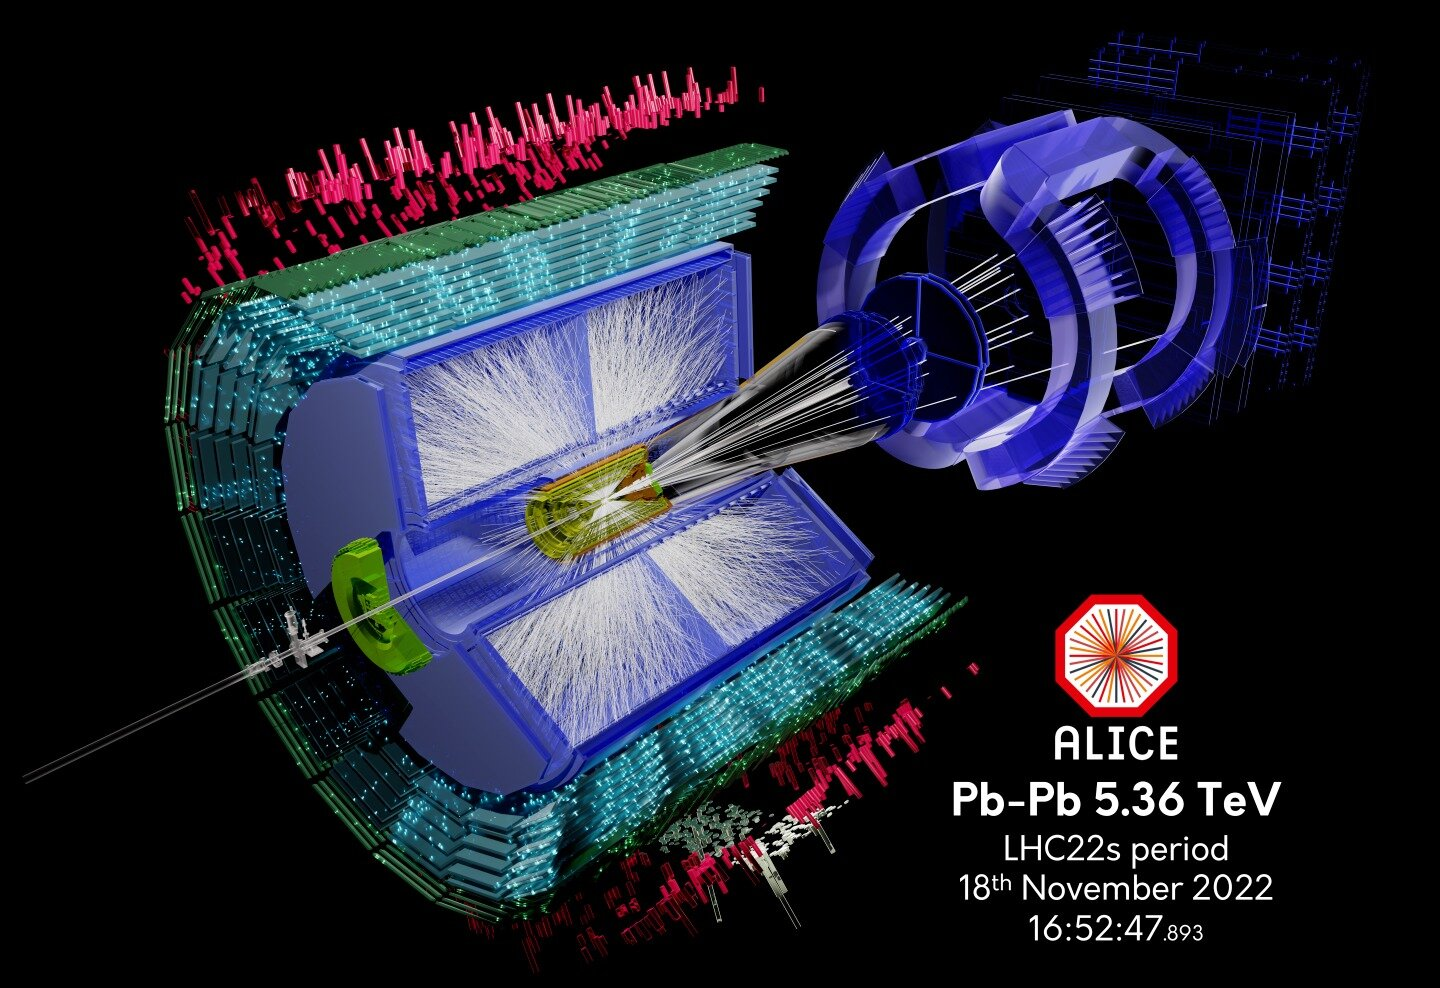 ALICE
Pb-Pb 5.36 TeV
LHC22s period
18th November 2022
16:52:47.893